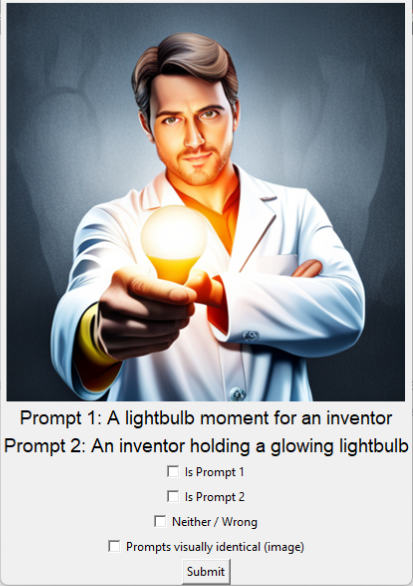 Prompt 1: A lightbulb moment for an inventor
Prompt 2: An inventor holding a glowing lightbulb
Is Prompt 1
Is Prompt 2
Neither / Wrong
Prompts visually identical (image)
Submit